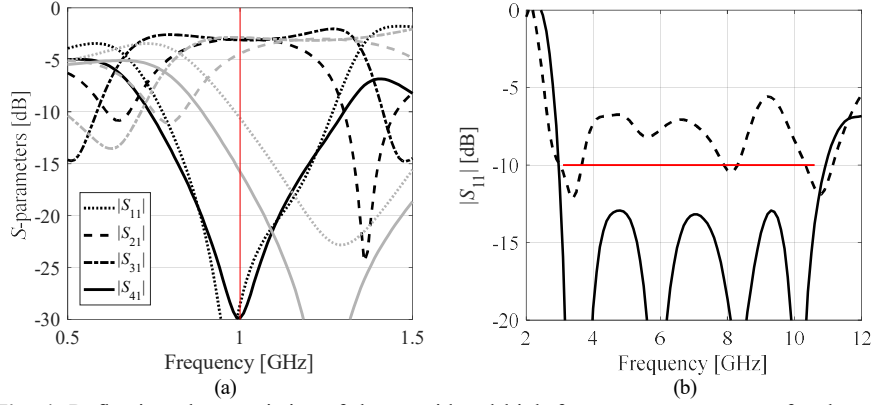 0
-5
-10
-15
-20
-25
-30
S-parameters [dB]
|S11|
|S21|
|S31|
|S41|
0.5 1 1.5
Frequency [GHz]
(a)
0
-5
-10
-15
-20
|S11| [dB]
2 4 6 8 10 12
Frequency [GHz]
(b)